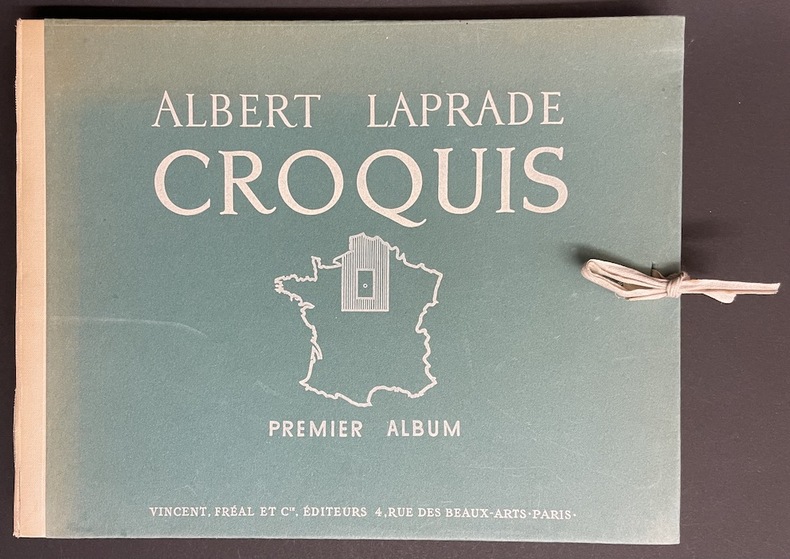 ALBERT LAPRADE
CROQUIS
PREMIER ALBUM
VINCENT, FRÉAL ET Cie. ÉDITEURS 4, RUE DES BEAUX-ARTS·PARIS·